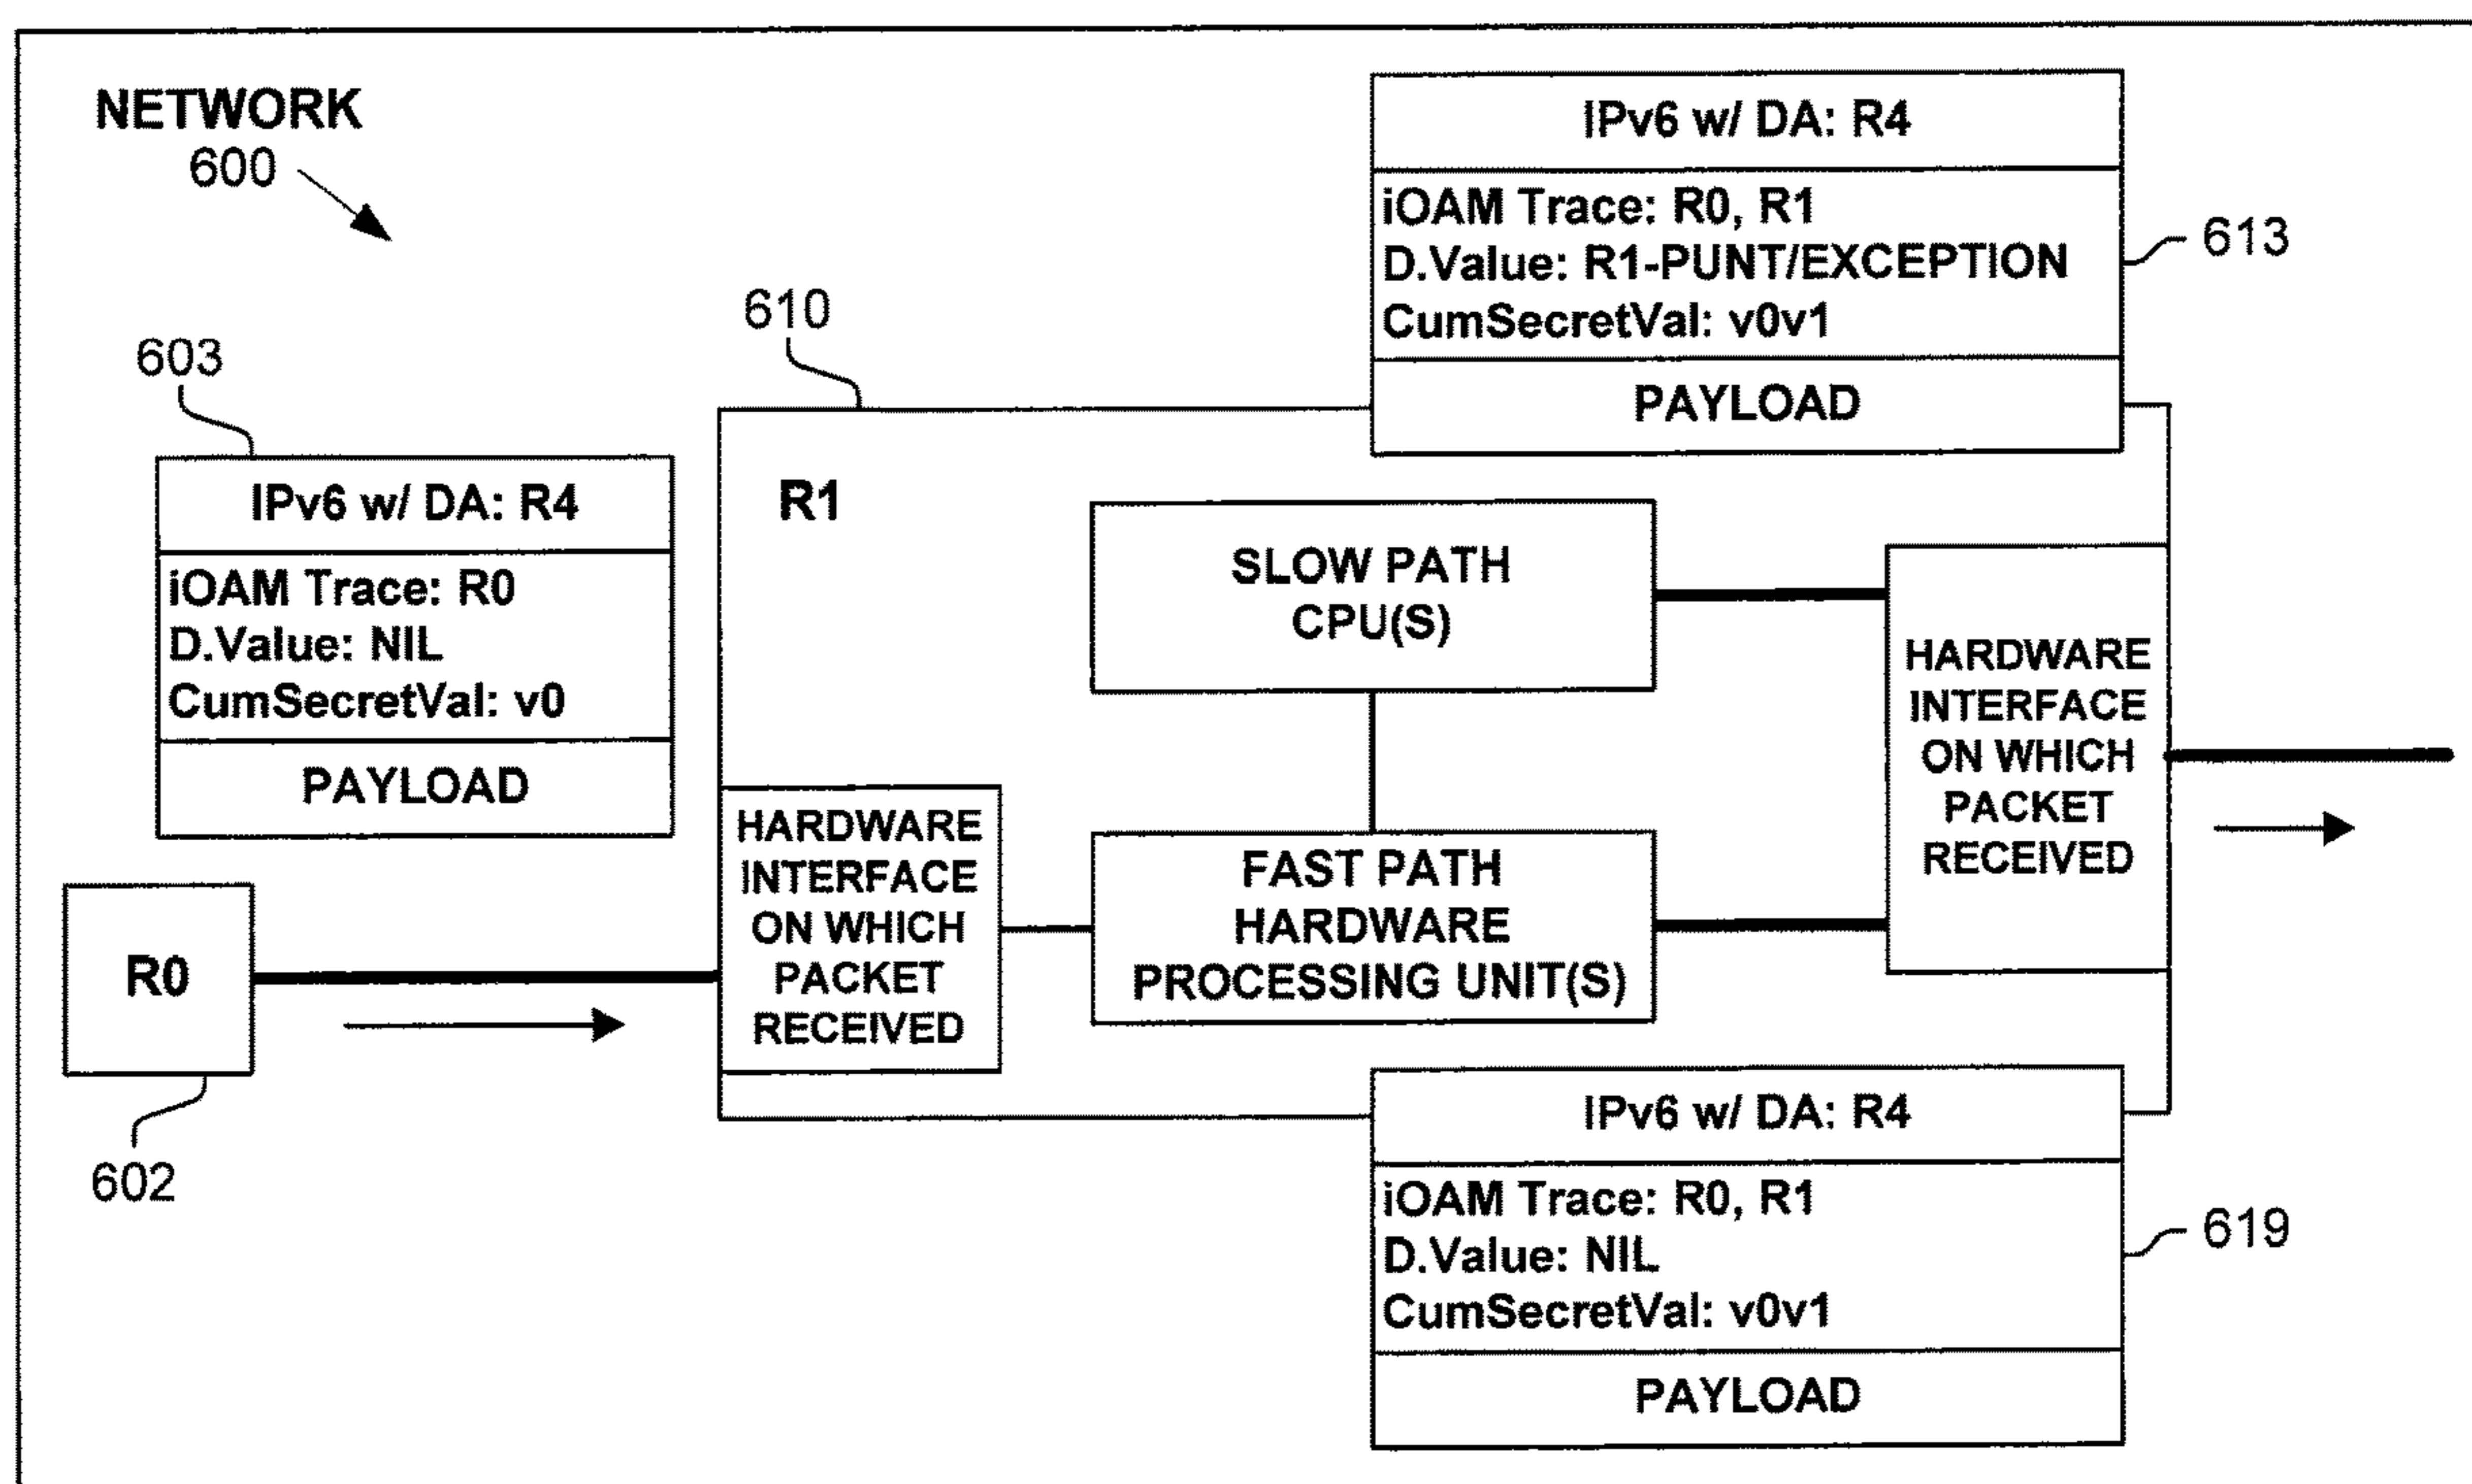 NETWORK
600
IPv6 w/ DA: R4
iOAM Trace: R0, R1
D.Value: R1-PUNT/EXCEPTION
CumSecretVal: v0v1
PAYLOAD
613
610
603
IPv6 w/ DA: R4
iOAM Trace: R0
D.Value: NIL
CumSecretVal: v0
PAYLOAD
R1
SLOW PATH
CPU(S)
HARDWARE
INTERFACE
ON WHICH
PACKET
RECEIVED
FAST PATH
HARDWARE
PROCESSING UNIT(S)
HARDWARE
INTERFACE
ON WHICH
PACKET
RECEIVED
R0
602
IPv6 w/ DA: R4
iOAM Trace: R0, R1
D.Value: NIL
CumSecretVal: v0v1
PAYLOAD
619